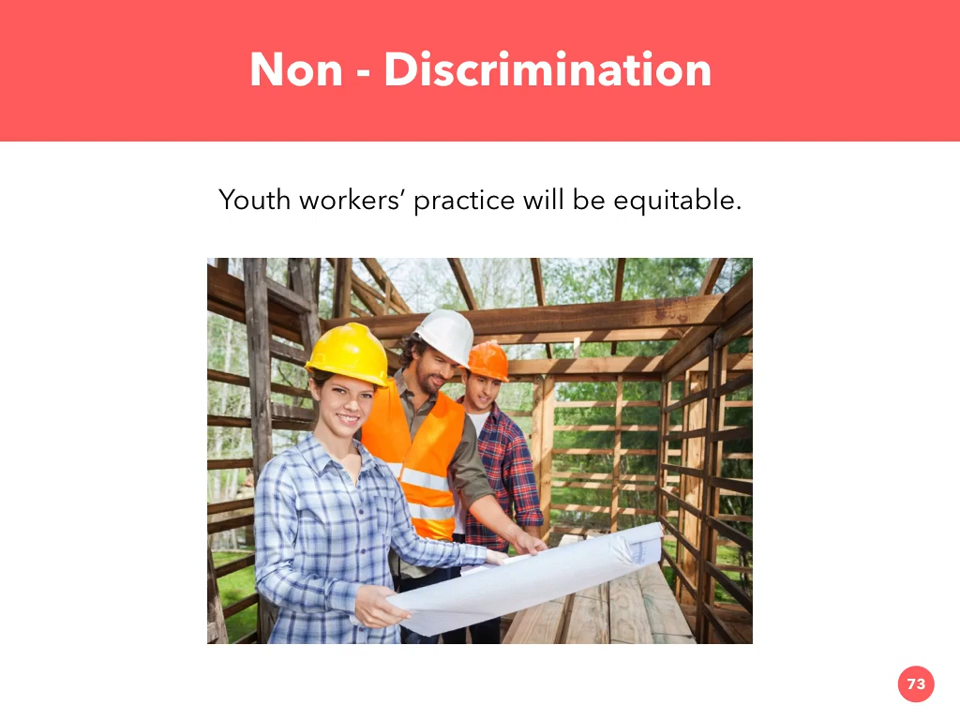 Non - Discrimination
Youth workers’ practice will be equitable.
73